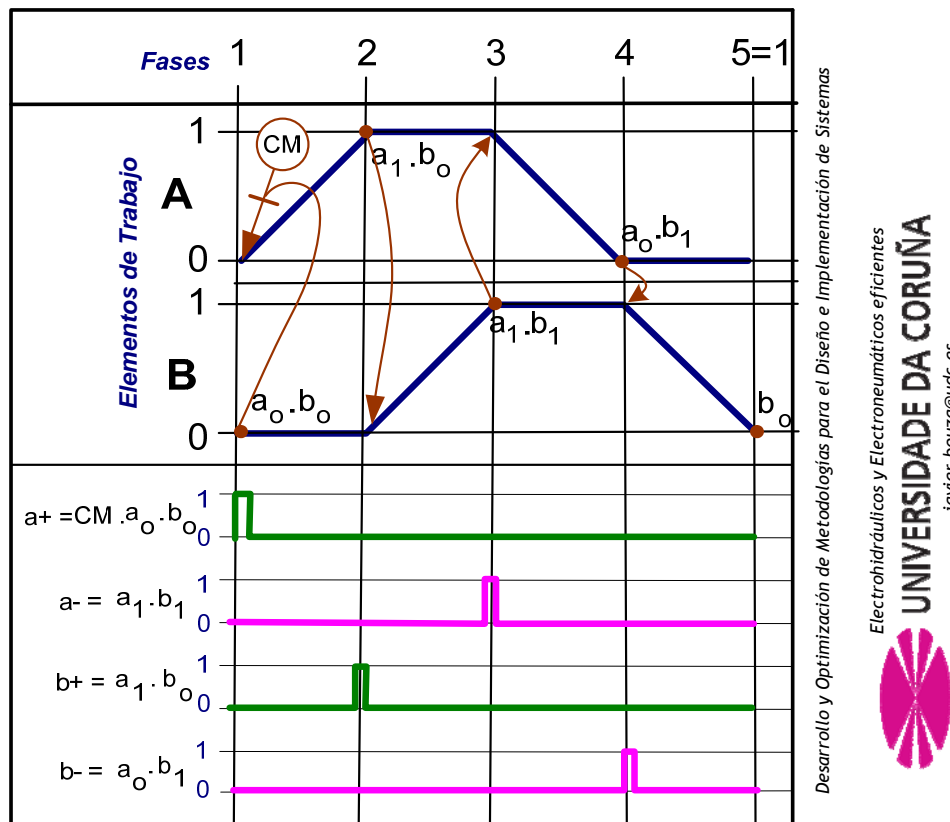 Fases 1 2 3 4 5=1
Elementos de Trabajo
A
1
0
CM
a1.bo
ao.b1
B
1
0
ao.bo
a1.b1
bo
a+ =CM.ao.bo
1
0
a- = a1.b1
1
0
b+ = a1.bo
1
0
b- = ao.b1
1
0
Desarrollo y Optimización de Metodologías para el Diseño e Implementación de Sistemas
Electrohidráulicos y Electroneumáticos eficientes
UNIVERSIDADE DA CORUÑA